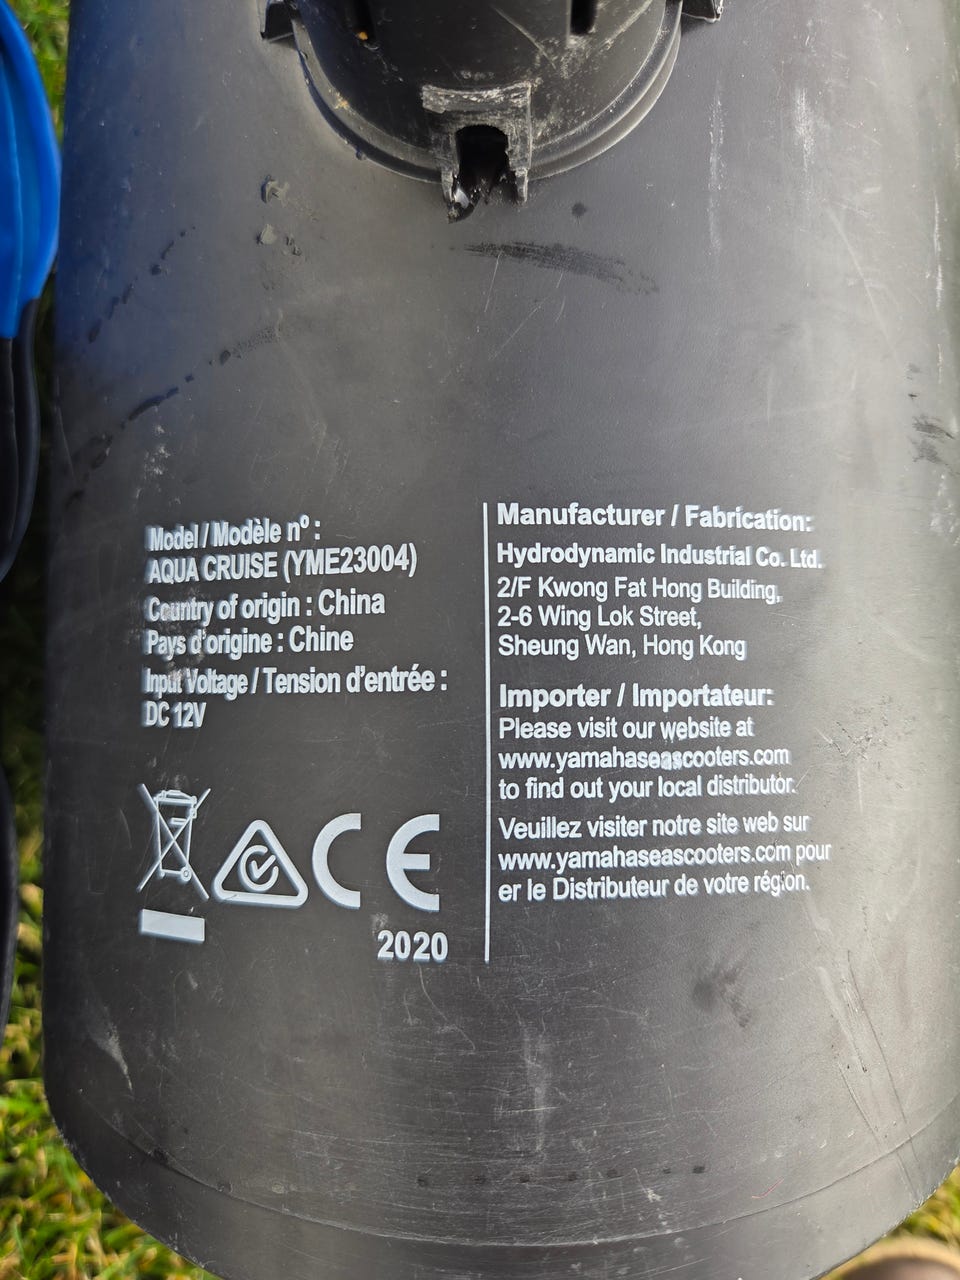 Model / Modèle nº :
AQUA CRUISE (YME23004)
Country of origin : China
Pays d'origine : Chine
Input Voltage / Tension d'entrée :
DC 12V
CE
2020
Manufacturer / Fabrication:
Hydrodynamic Industrial Co. Ltd.
2/F Kwong Fat Hong Building,
2-6 Wing Lok Street,
Sheung Wan, Hong Kong
Importer / Importateur:
Please visit our website at
www.yamahaseascooters.com
to find out your local distributor.
Veuillez visiter notre site web sur
www.yamahaseascooters.com pour
er le Distributeur de votre région.